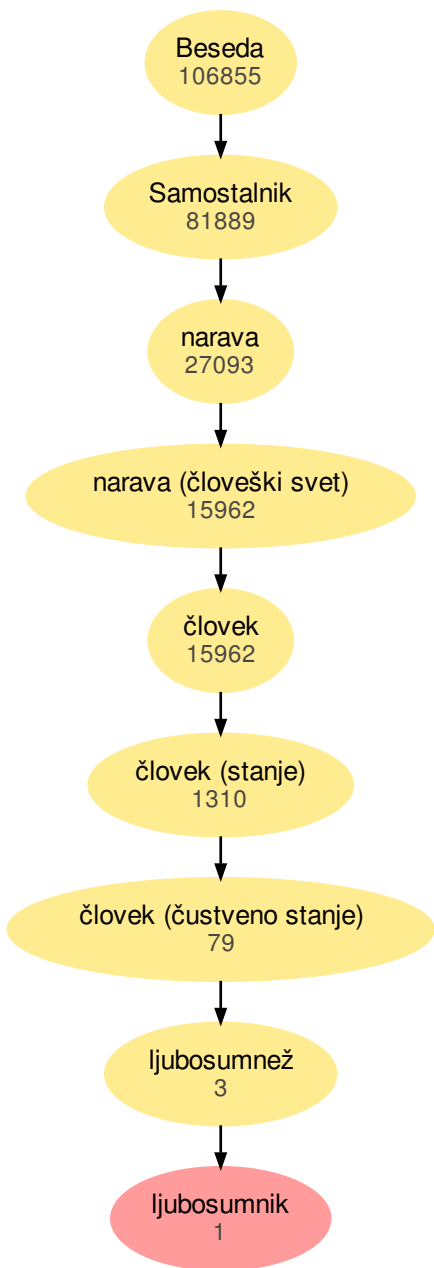 Beseda
106855
Samostalnik
81889
narava
27093
narava (človeški svet)
15962
človek
15962
človek (stanje)
1310
človek (čustveno stanje)
79
ljubosumnež
3
ljubosumnik
1